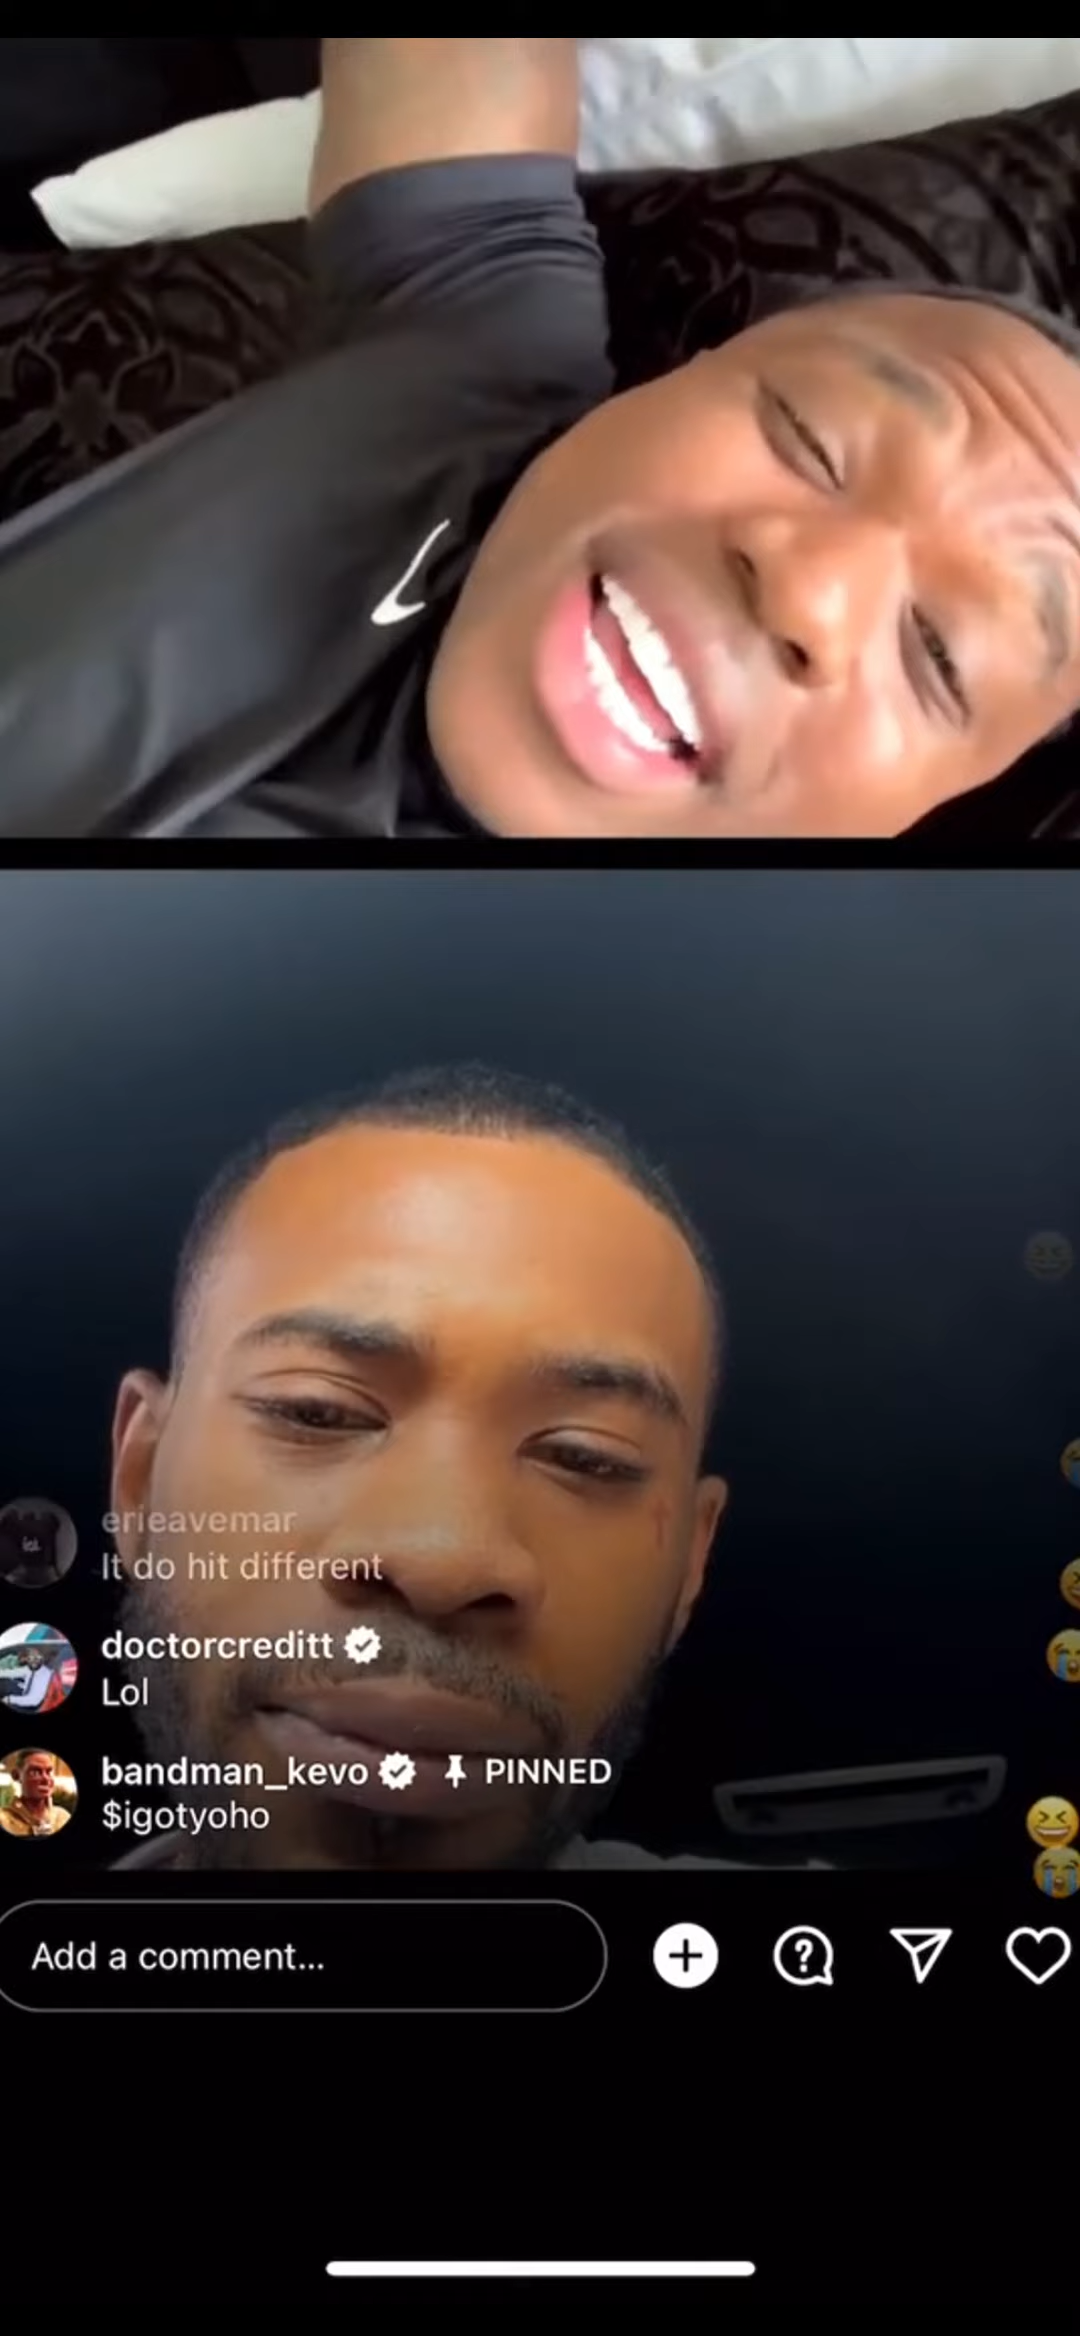 erieavemar
It do hit different
doctorcreditt
Lol
bandman_kevo PINNED
$igotyoho
Add a comment...